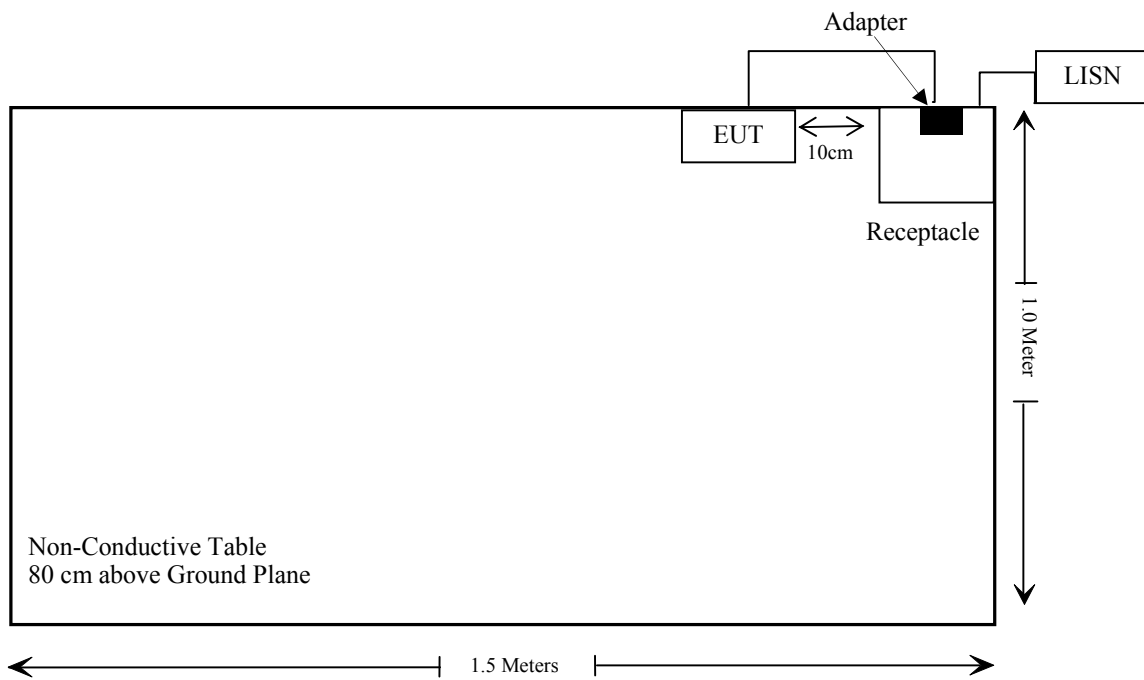 Adapter
LISN
EUT
10cm
Receptacle
1.0 Meter
Non-Conductive Table
80 cm above Ground Plane
1.5 Meters